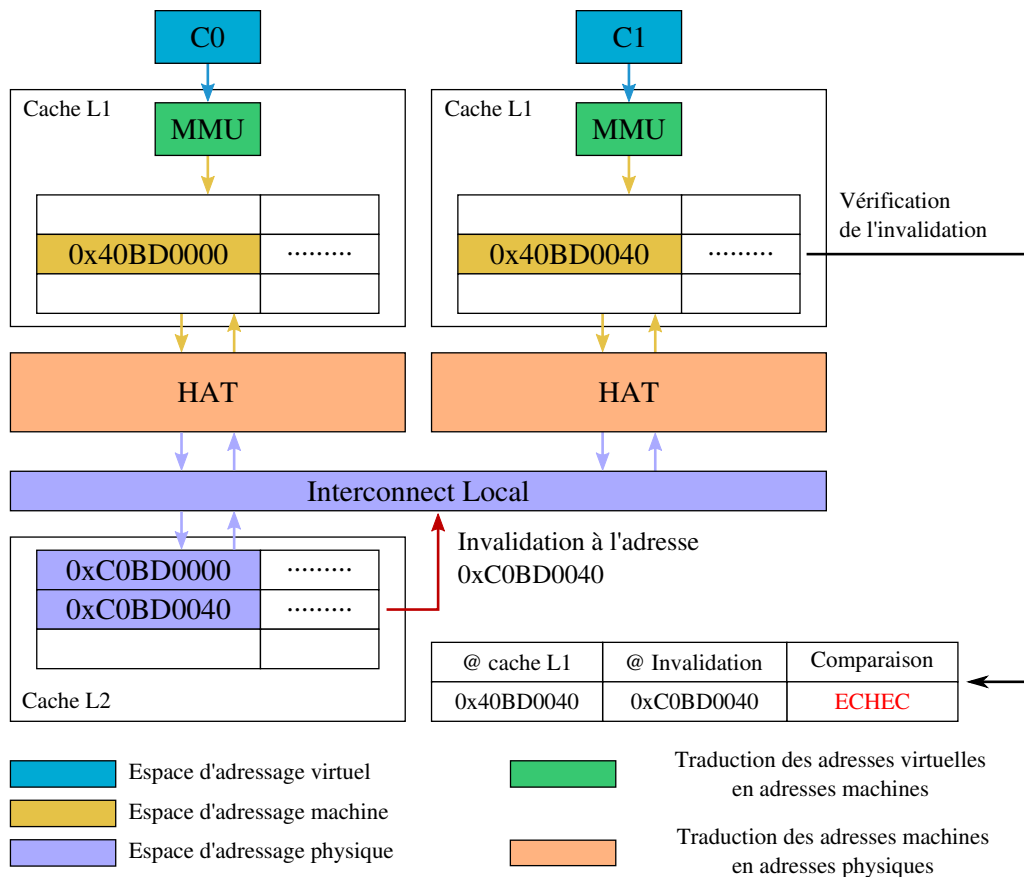 C0
C1
Cache L1
MMU
Cache L1
MMU
0x40BD0000
.........
0x40BD0040
.........
Vérification
de l'invalidation
HAT
HAT
Interconnect Local
0xC0BD0000
.........
0xC0BD0040
.........
Cache L2
Invalidation à l'adresse
0xC0BD0040
@ cache L1
@ Invalidation
Comparaison
0x40BD0040
0xC0BD0040
ECHEC
Espace d'adressage virtuel
Espace d'adressage machine
Espace d'adressage physique
Traduction des adresses virtuelles
en adresses machines
Traduction des adresses machines
en adresses physiques